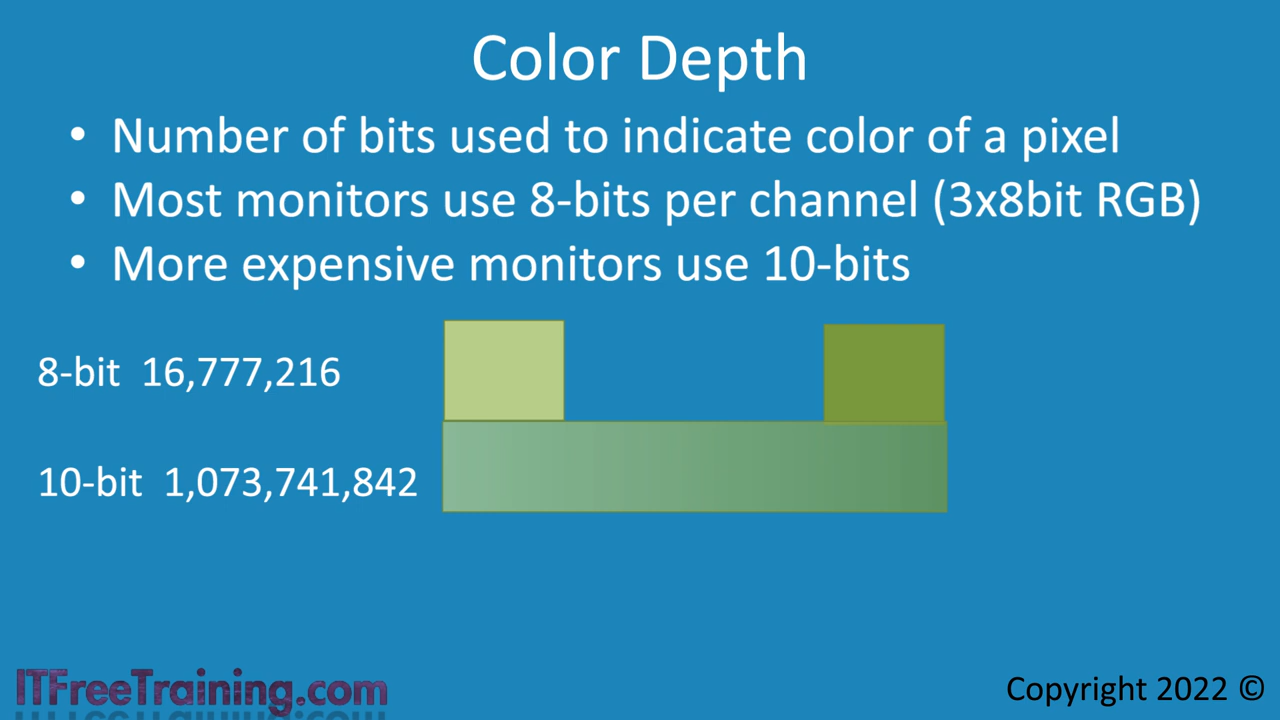 Color Depth
• Number of bits used to indicate color of a pixel
• Most monitors use 8-bits per channel (3x8bit RGB)
• More expensive monitors use 10-bits
8-bit 16,777,216
10-bit 1,073,741,842
ITFreeTraining.com
Copyright 2022 ©